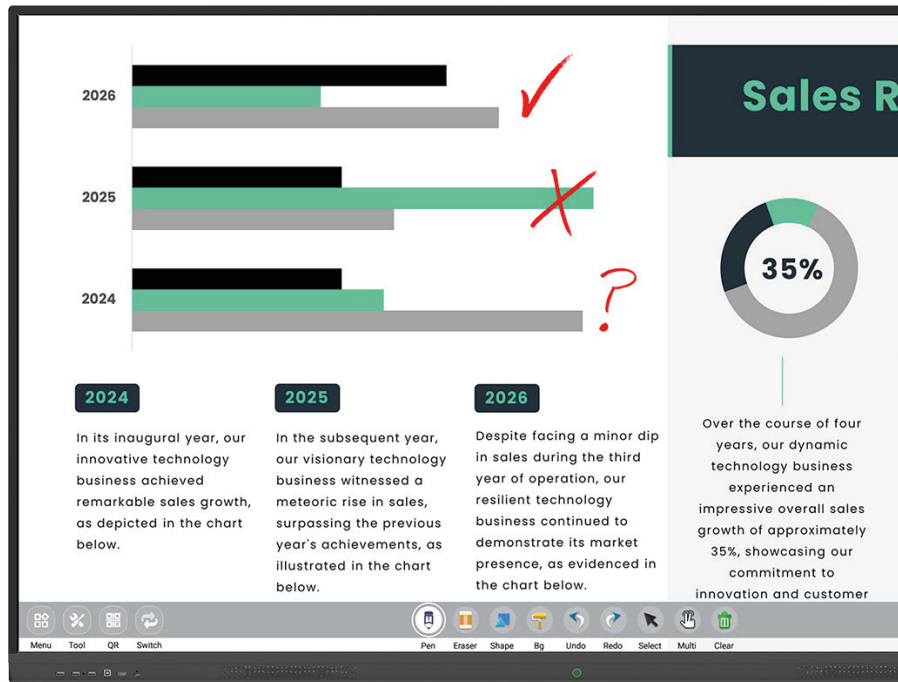 2026
2025
2024
Sales R
35%
2024
In its inaugural year, our
innovative technology
business achieved
remarkable sales growth,
as depicted in the chart
below.
2025
In the subsequent year,
our visionary technology
business witnessed a
meteoric rise in sales,
surpassing the previous
year's achievements, as
illustrated in the chart
below.
2026
Despite facing a minor dip
in sales during the third
year of operation, our
resilient technology
business continued to
demonstrate its market
presence, as evidenced in
the chart below.
Over the course of four
years, our dynamic
technology business
experienced an
impressive overall sales
growth of approximately
35%, showcasing our
commitment to
innovation and customer
?
Menu Tool QR Switch Pen Eraser Shape Bg Undo Redo Select Multi Clear